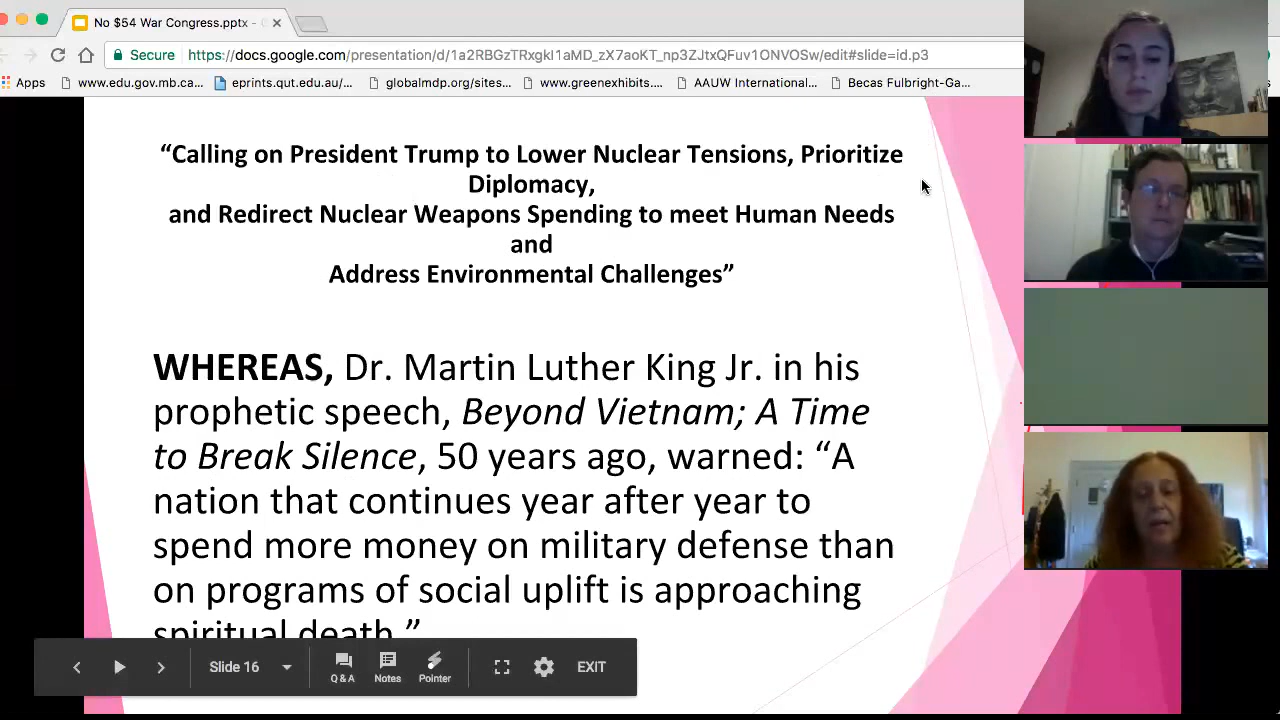 No $54 War Congress.pptx - G
Secure https://docs.google.com/presentation/d/1a2RBGzTRxgkI1aMD_zX7aoKT_np3ZJtxQFuv1ONVOSw/edit#slide=id.p3
Apps www.edu.gov.mb.ca... eprints.qut.edu.au/... globalmdp.org/sites... www.greenexhibits.... AAUW International... Becas Fulbright-Ga...
“Calling on President Trump to Lower Nuclear Tensions, Prioritize
Diplomacy,
and Redirect Nuclear Weapons Spending to meet Human Needs
and
Address Environmental Challenges”
WHEREAS, Dr. Martin Luther King Jr. in his
prophetic speech, Beyond Vietnam; A Time
to Break Silence, 50 years ago, warned: “A
nation that continues year after year to
spend more money on military defense than
on programs of social uplift is approaching
spiritual death.”
Slide 16 Q & A Notes Pointer EXIT